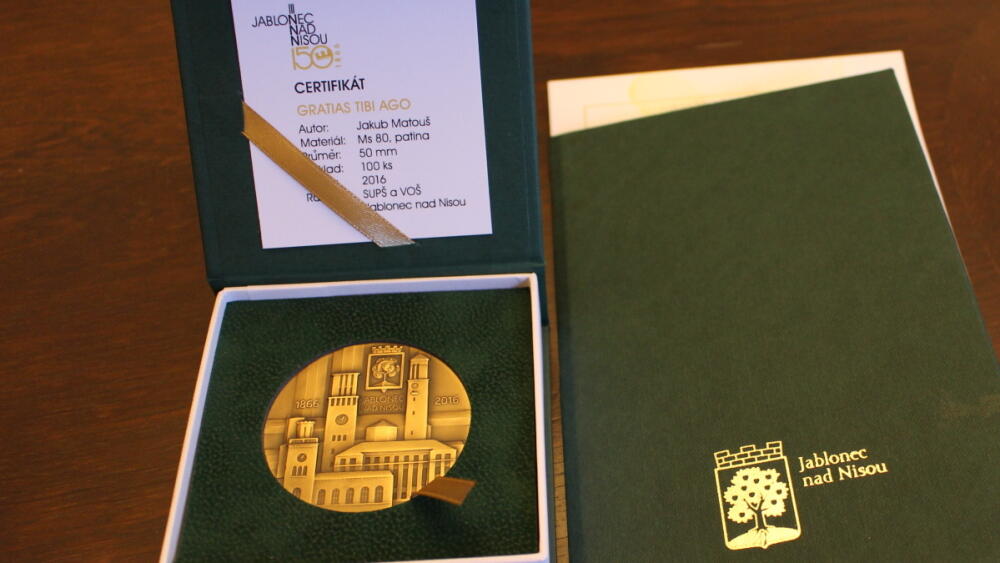 JABLONEC
NAD
NISOU
150
1866
CERTIFIKÁT
GRATIAS TIBI AGO
Autor: Jakub Matouš
Materiál: Ms 80, patina
Průměr: 50 mm
100 ks
2016
SUPŠ a VOŠ
Jablonec nad Nisou
1866 JABLONEC 2016
NAD NISOU
Jablonec
nad Nisou